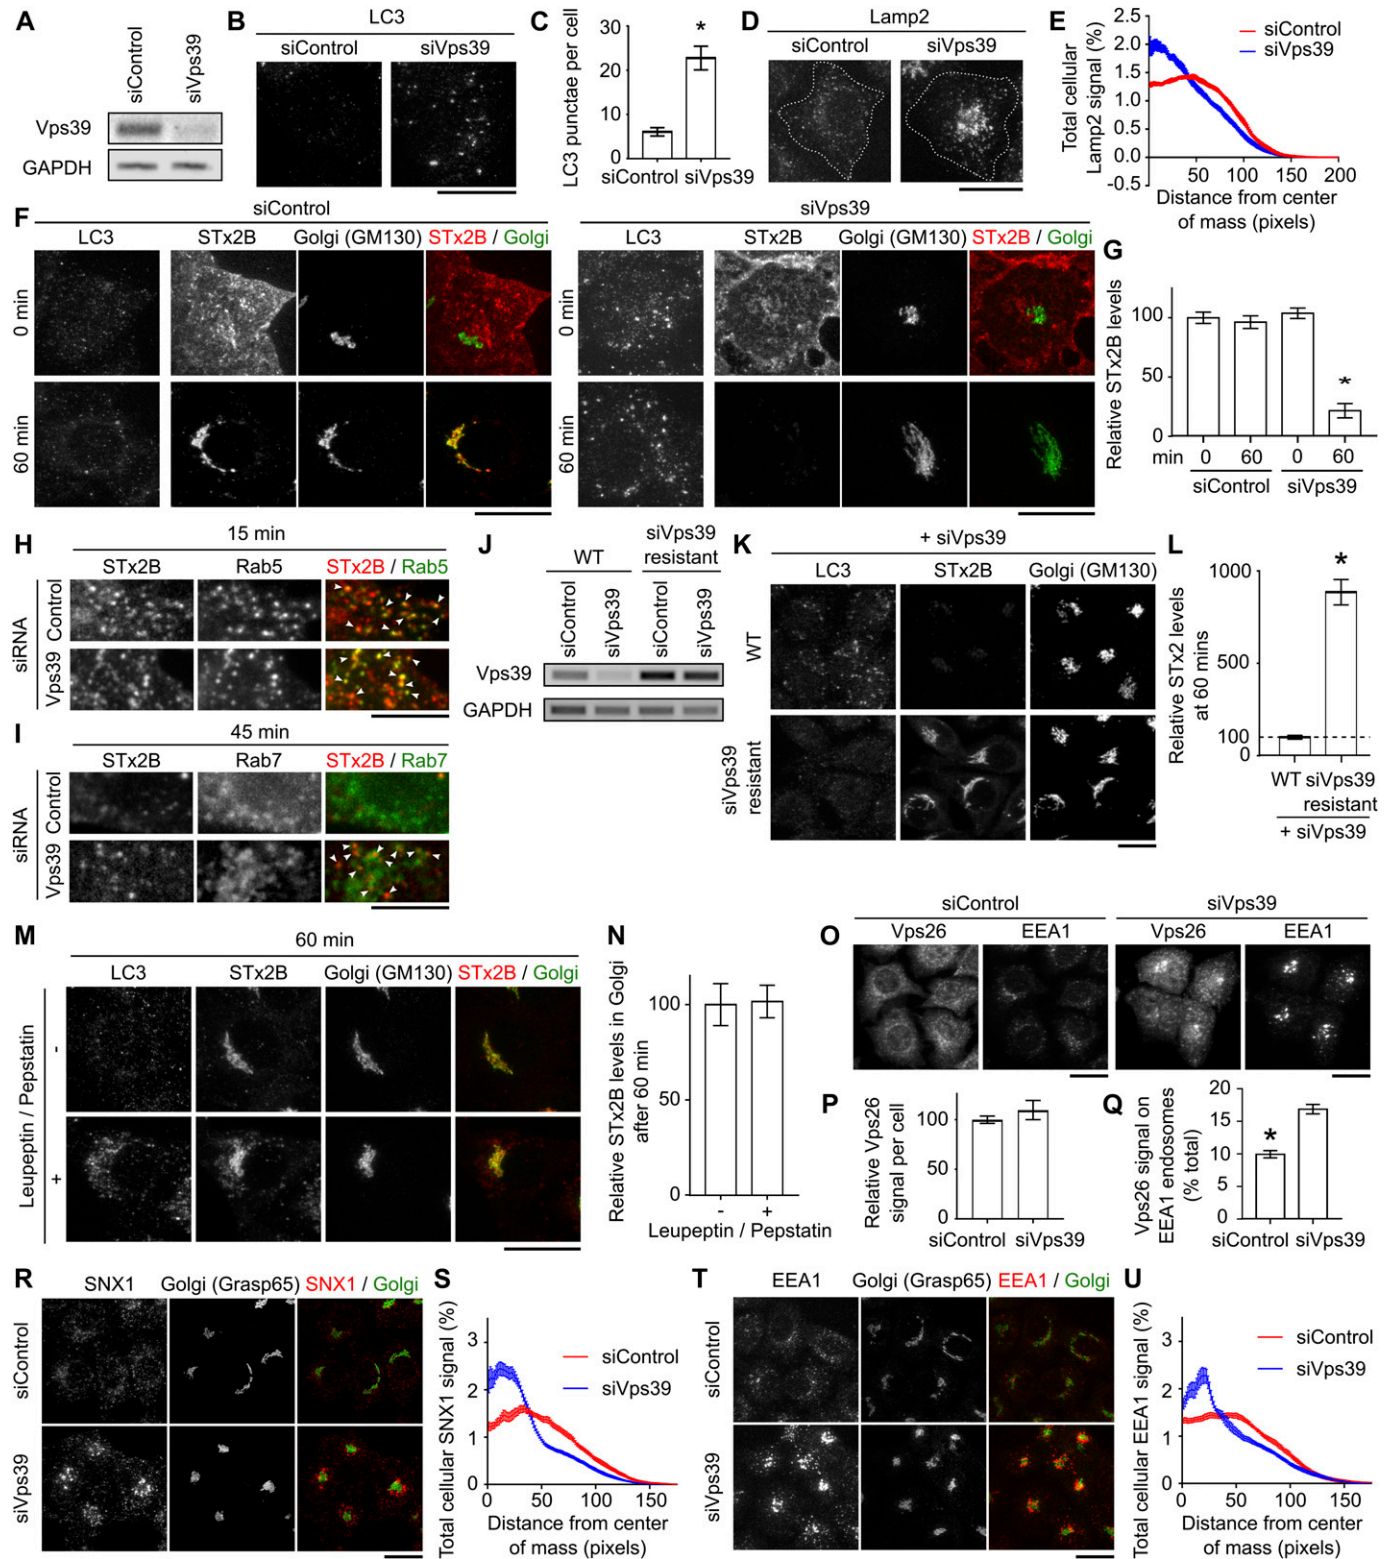 A
siControl
siVps39
Vps39
GAPDH
B
LC3
siControl
siVps39
C
LC3 punctae per cell
30
20
10
0
*
siControl siVps39
D
Lamp2
siControl
siVps39
E
Total cellular
Lamp2 signal (%)
2.5
2.0
1.5
1.0
0.5
0.0
-0.5
siControl
siVps39
50 100 150 200
Distance from center
of mass (pixels)
F
siControl
siVps39
LC3
STx2B
Golgi (GM130)
STx2B / Golgi
LC3
STx2B
Golgi (GM130)
STx2B / Golgi
0 min
60 min
0 min
60 min
G
Relative STx2B levels
100
50
0
*
min 0 60 0 60
siControl siVps39
H
15 min
STx2B
Rab5
STx2B / Rab5
siRNA
Control
Vps39
I
45 min
STx2B
Rab7
STx2B / Rab7
siRNA
Control
Vps39
J
WT
siVps39
resistant
siControl
siVps39
siControl
siVps39
Vps39
GAPDH
K
+ siVps39
LC3
STx2B
Golgi (GM130)
WT
siVps39
resistant
L
Relative STx2 levels
at 60 mins
1000
500
100
0
*
WT siVps39
resistant
+ siVps39
M
60 min
LC3
STx2B
Golgi (GM130)
STx2B / Golgi
Leupeptin / Pepstatin
-
+
N
Relative STx2B levels in Golgi
after 60 min
100
50
0
- +
Leupeptin / Pepstatin
O
siControl
siVps39
Vps26
EEA1
Vps26
EEA1
P
Relative Vps26
signal per cell
100
50
0
siControl siVps39
Q
Vps26 signal on
EEA1 endosomes
(% total)
20
15
10
5
0
*
siControl siVps39
R
SNX1
Golgi (Grasp65)
SNX1 / Golgi
siControl
siVps39
S
Total cellular SNX1 signal (%)
3
2
1
0
siControl
siVps39
0 50 100 150
Distance from center
of mass (pixels)
T
EEA1
Golgi (Grasp65)
EEA1 / Golgi
siControl
siVps39
U
Total cellular EEA1 signal (%)
3
2
1
0
siControl
siVps39
0 50 100 150
Distance from center
of mass (pixels)